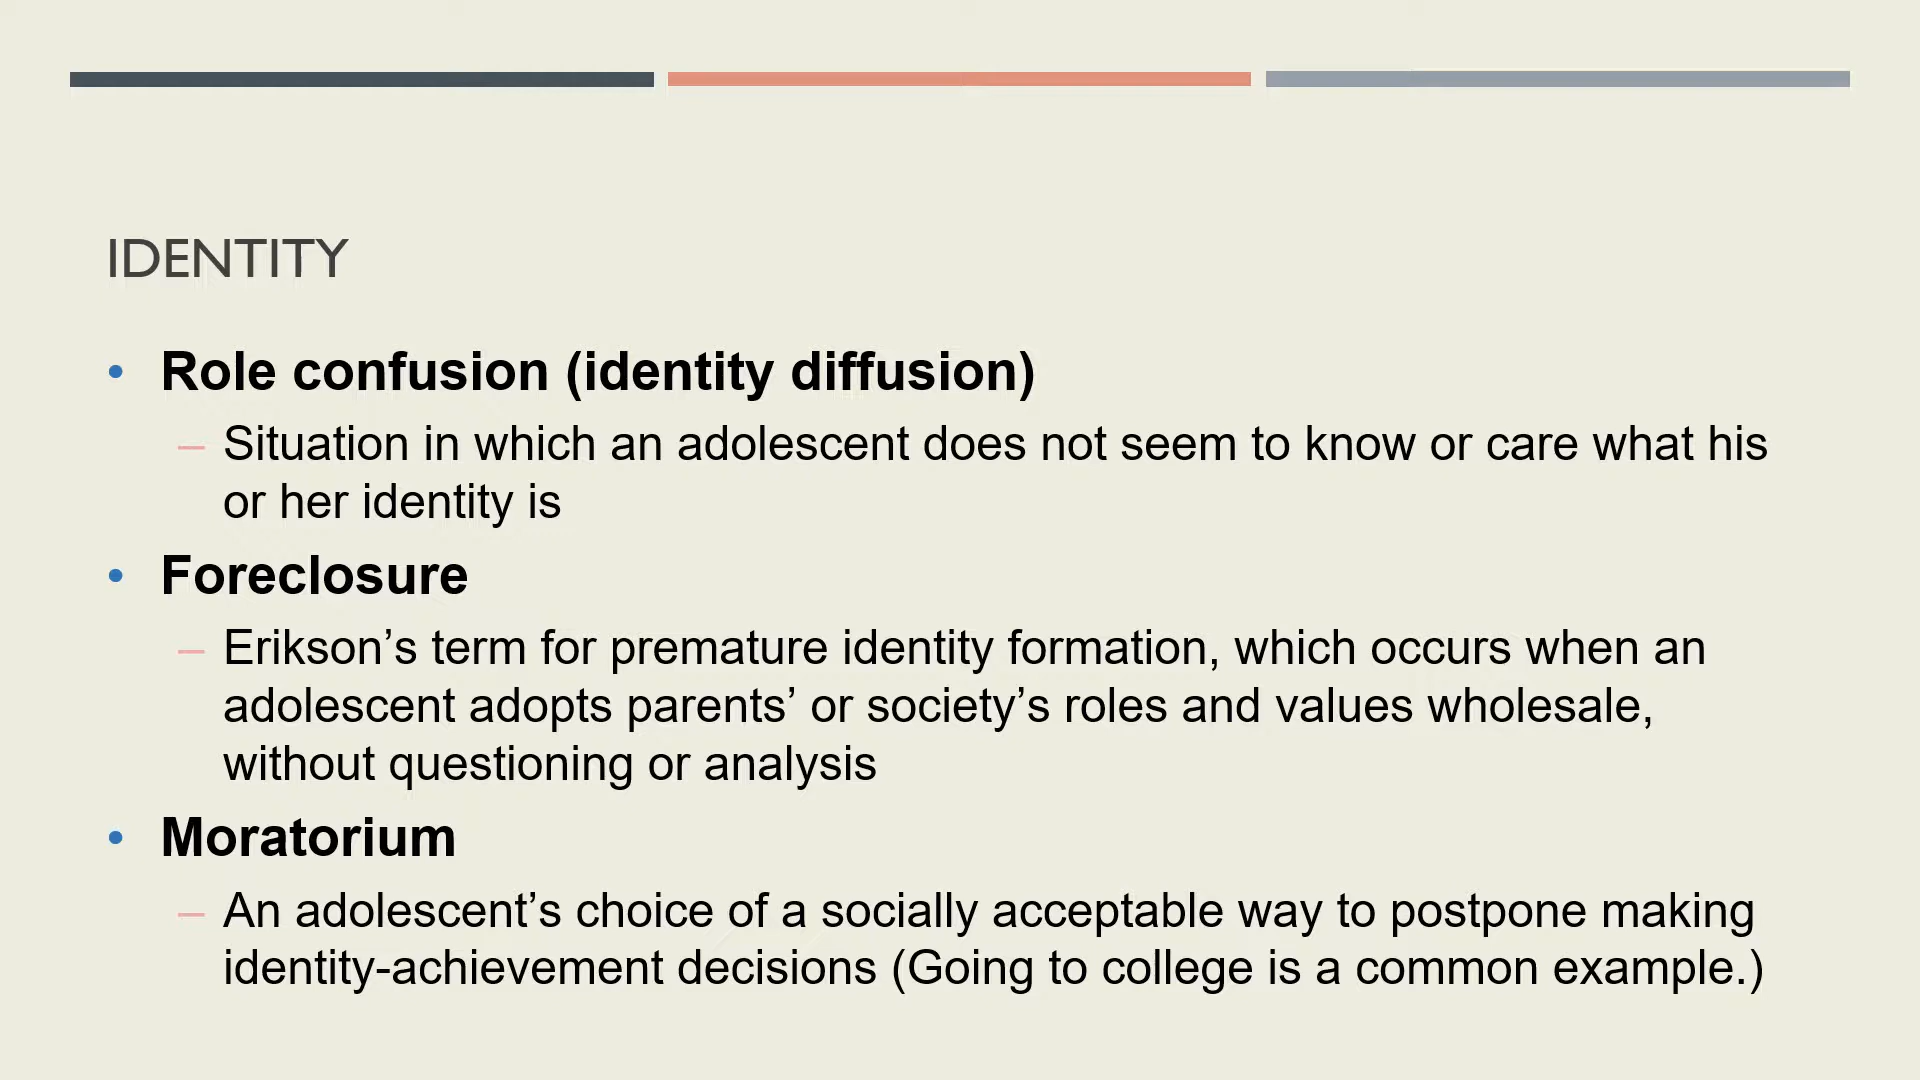 IDENTITY
• Role confusion (identity diffusion)
– Situation in which an adolescent does not seem to know or care what his
or her identity is
• Foreclosure
– Erikson’s term for premature identity formation, which occurs when an
adolescent adopts parents’ or society’s roles and values wholesale,
without questioning or analysis
• Moratorium
– An adolescent’s choice of a socially acceptable way to postpone making
identity-achievement decisions (Going to college is a common example.)